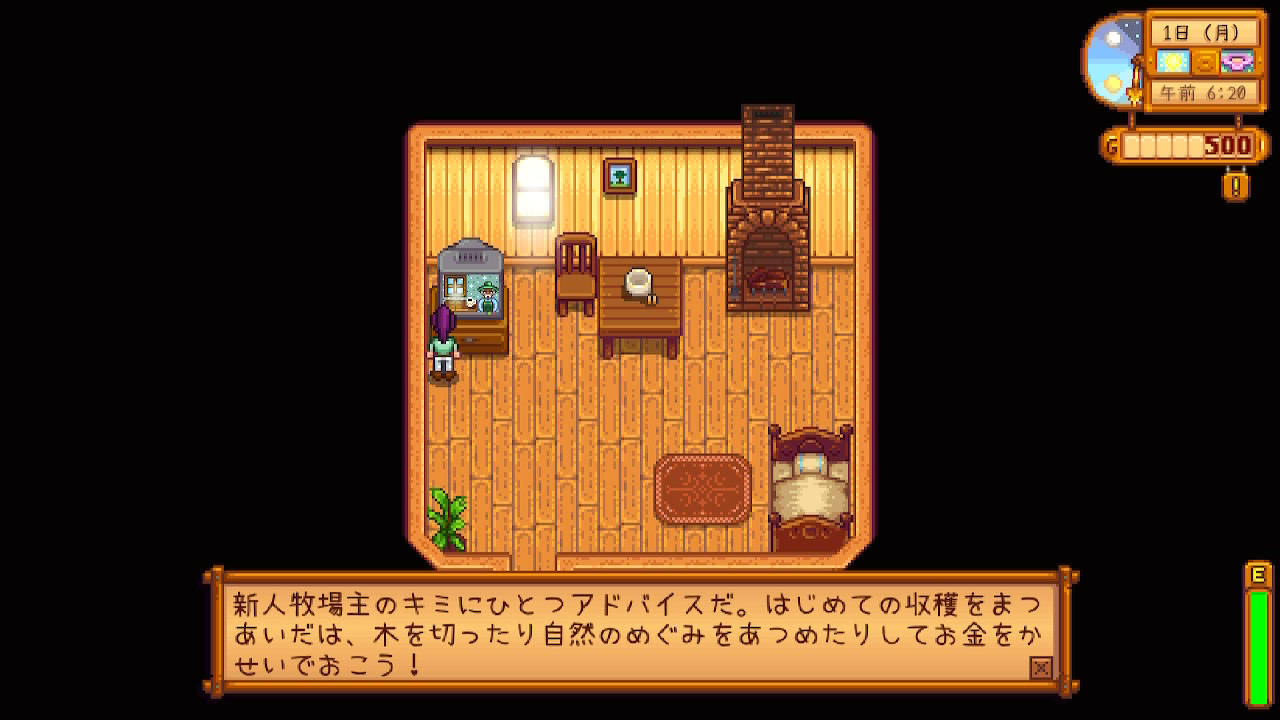 1日 (月)
午前 6:20
G 500
!
新人牧場主のキミにひとつアドバイスだ。はじめての収穫をまつ
あいだは、木を切ったり自然のめぐみをあつめたりしてお金をか
せいでおこう！
E